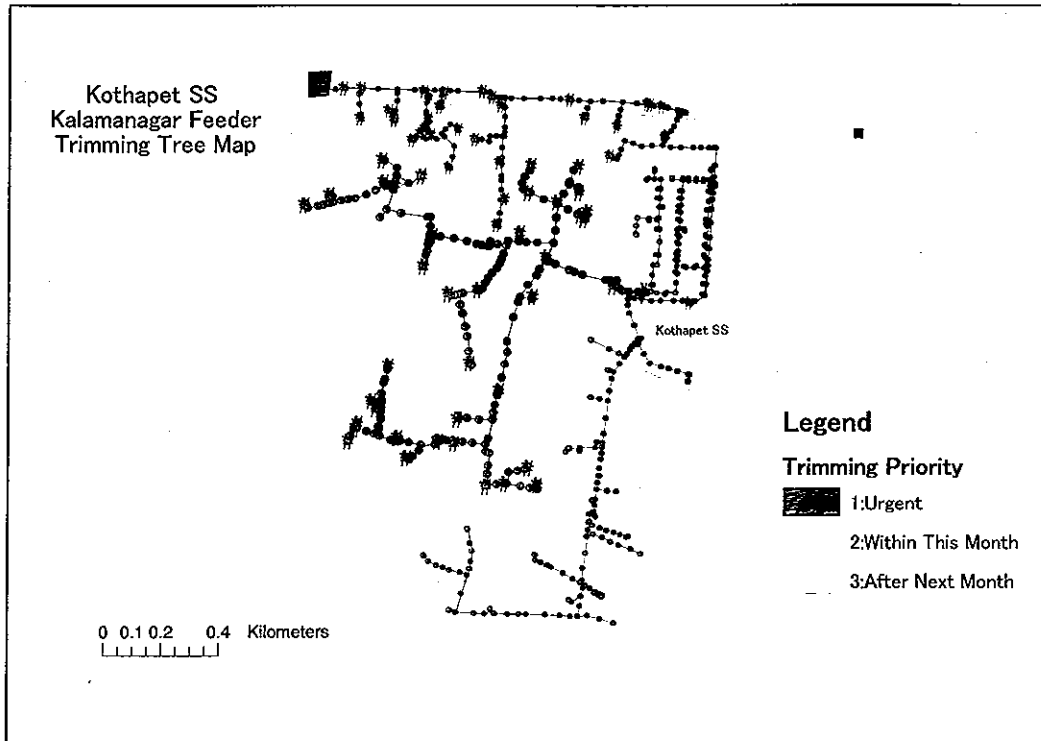 Kothapet SS
Kalamanagar Feeder
Trimming Tree Map
Kothapet SS
Legend
Trimming Priority
1:Urgent
2:Within This Month
3:After Next Month
0 0.1 0.2 0.4 Kilometers